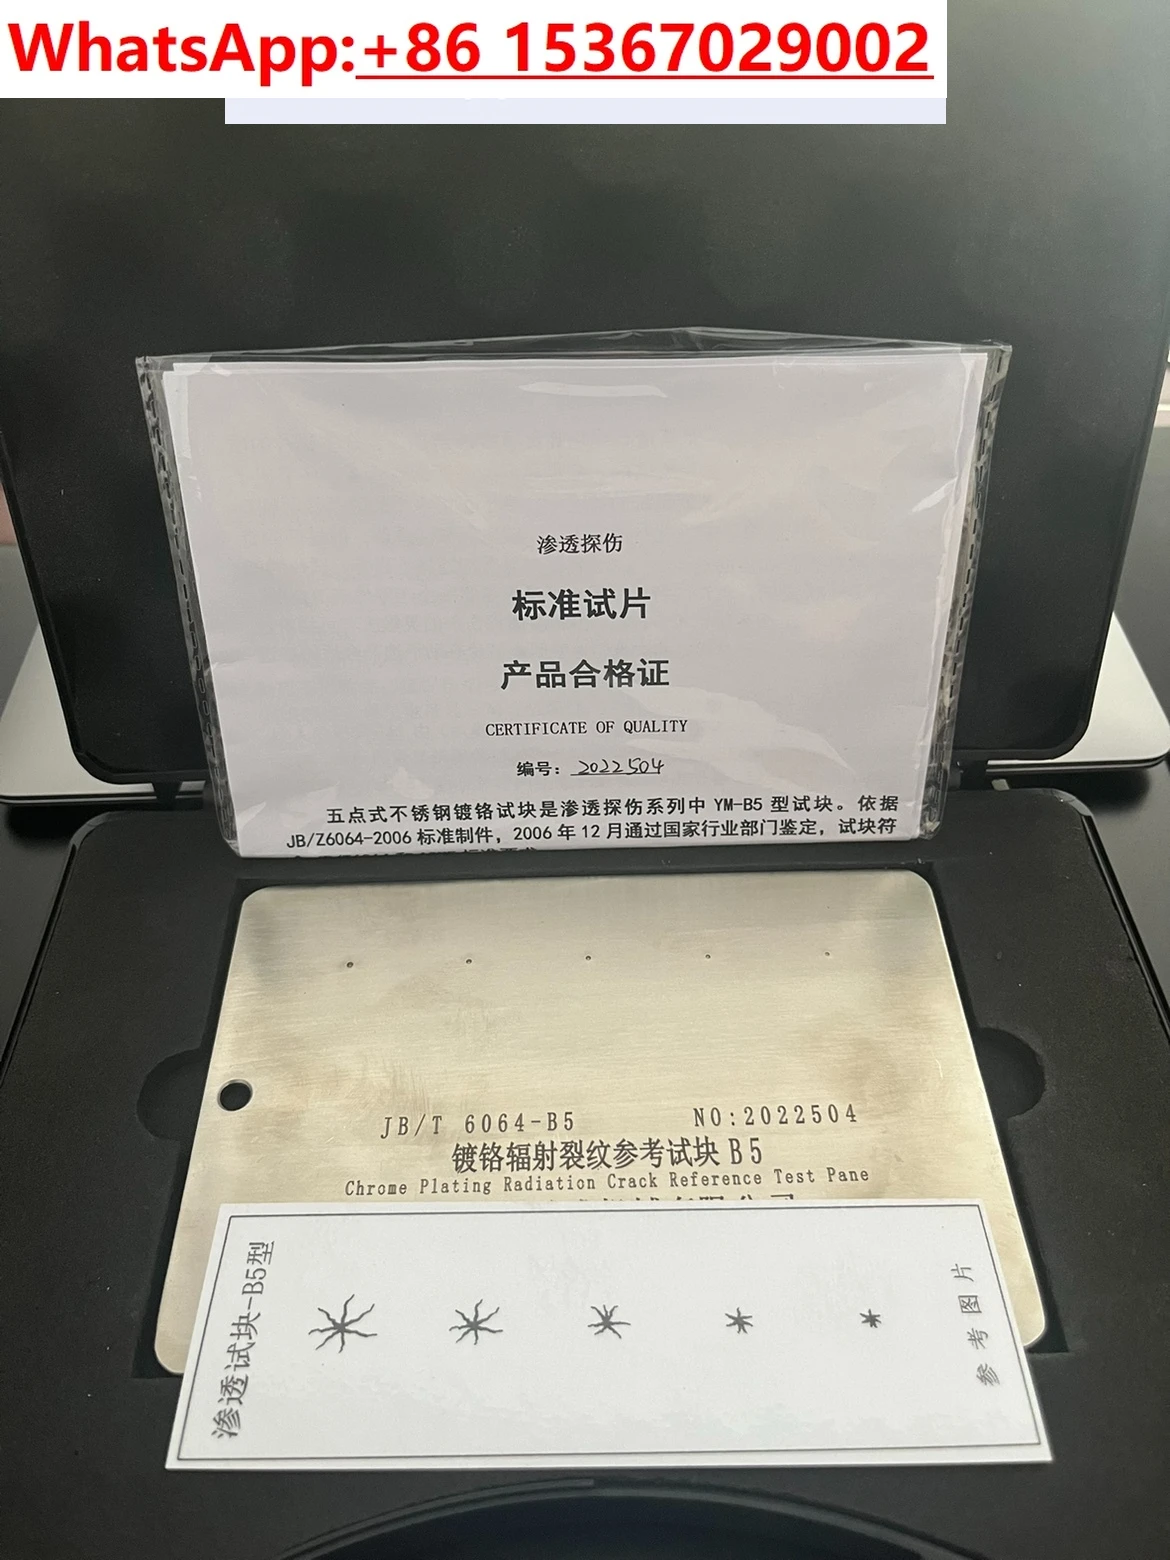 WhatsApp:+86 15367029002
渗透探伤
标准试片
产品合格证
CERTIFICATE OF QUALITY
编号：2022504
五点式不锈钢镀铬试块是渗透探伤系列中 YM-B5 型试块。依据
JB/Z6064-2006 标准制件，2006 年 12 月通过国家行业部门鉴定，试块符
JB/T 6064-B5 NO:2022504
镀铬辐射裂纹参考试块 B5
Chrome Plating Radiation Crack Reference Test Pane
渗透试块-B5型
参考图片